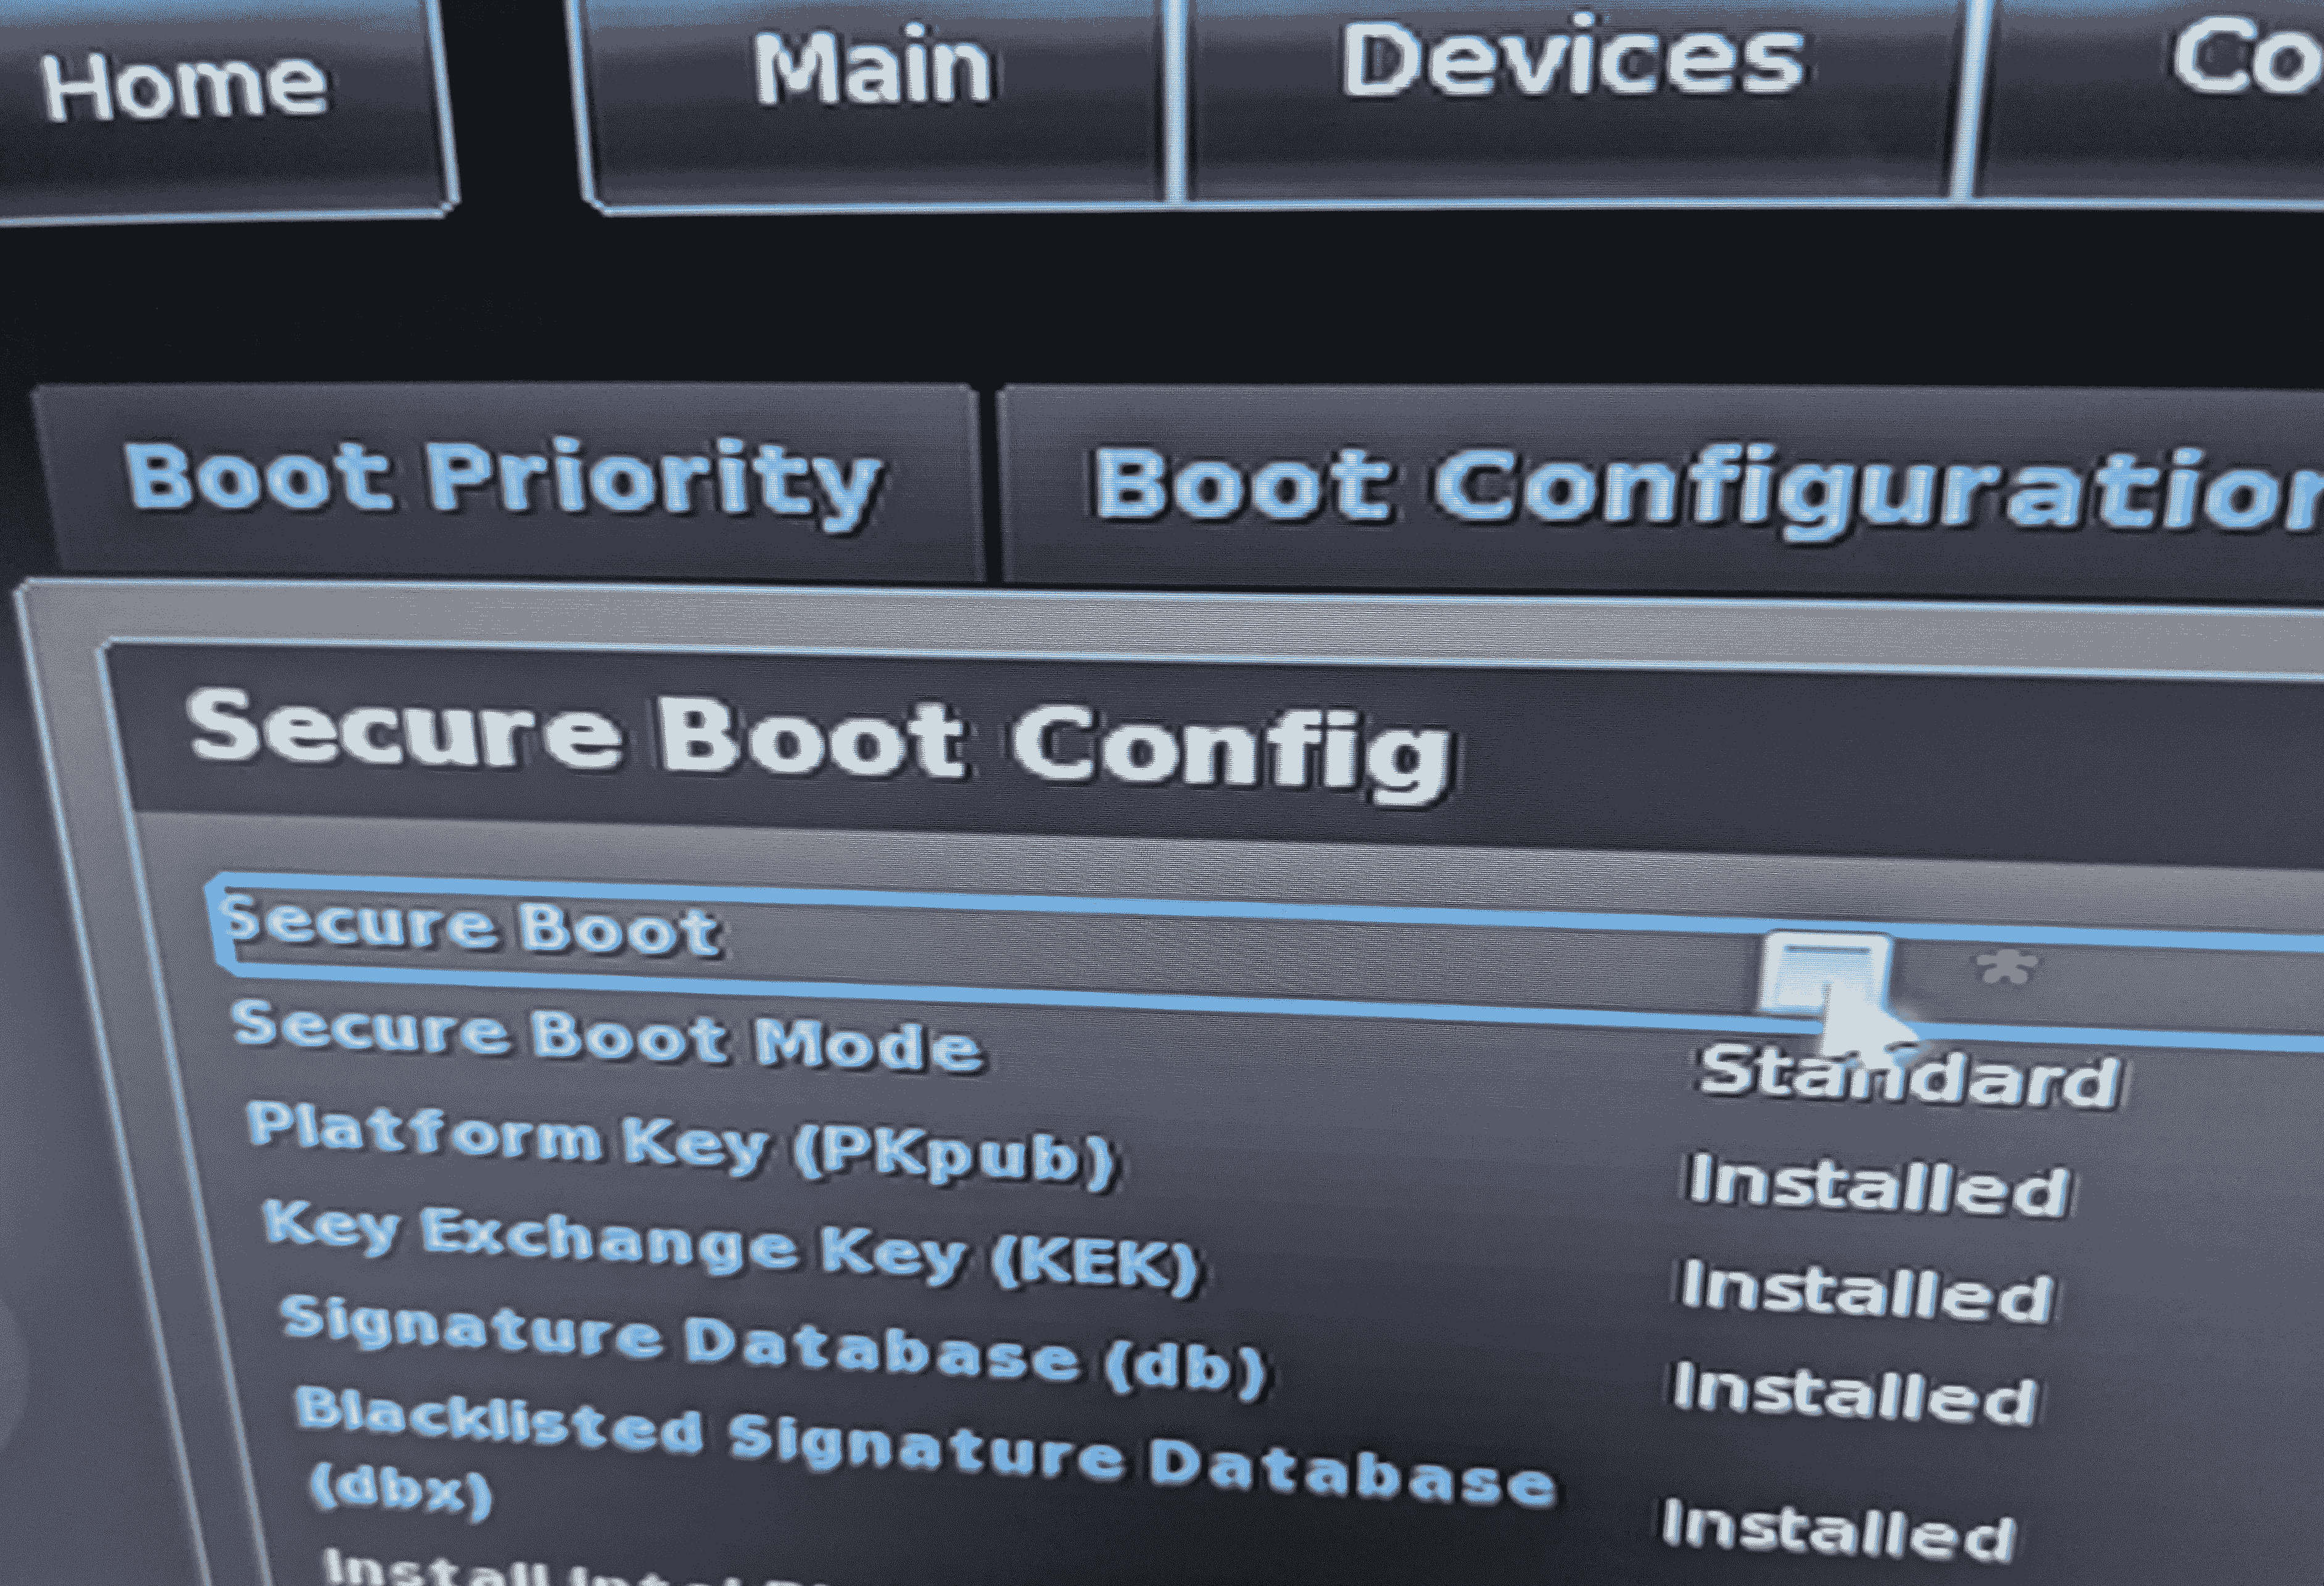 Home Main Devices Co
Boot Priority Boot Configuration
Secure Boot Config
Secure Boot *
Secure Boot Mode Standard
Platform Key (PKpub) Installed
Key Exchange Key (KEK) Installed
Signature Database (db) Installed
Blacklisted Signature Database
(dbx) Installed
Install Intel